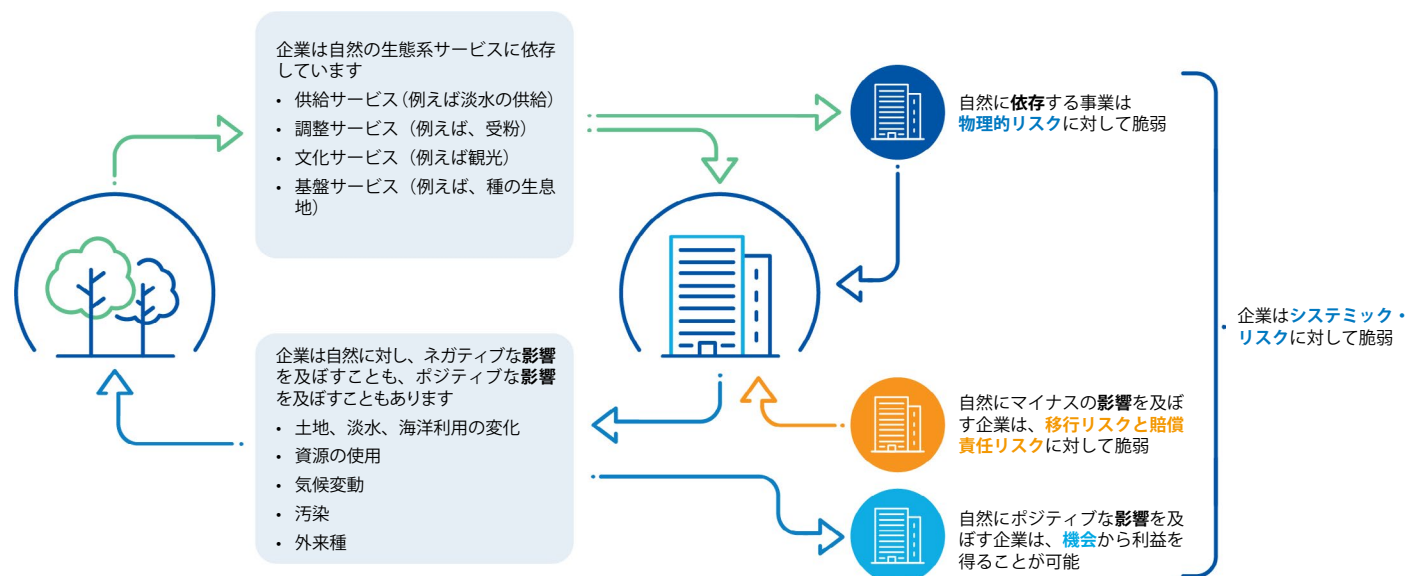 企業は自然の生態系サービスに依存
しています
• 供給サービス（例えば淡水の供給）
• 調整サービス（例えば、受粉）
• 文化サービス（例えば観光）
• 基盤サービス（例えば、種の生息
地）
自然に依存する事業は
物理的リスクに対して脆弱
企業はシステミック・
リスクに対して脆弱
企業は自然に対し、ネガティブな影響
を及ぼすことも、ポジティブな影響
を及ぼすこともあります
• 土地、淡水、海洋利用の変化
• 資源の使用
• 気候変動
• 汚染
• 外来種
自然にマイナスの影響を及ぼ
す企業は、移行リスクと賠償
責任リスクに対して脆弱
自然にポジティブな影響を及
ぼす企業は、機会から利益を
得ることが可能